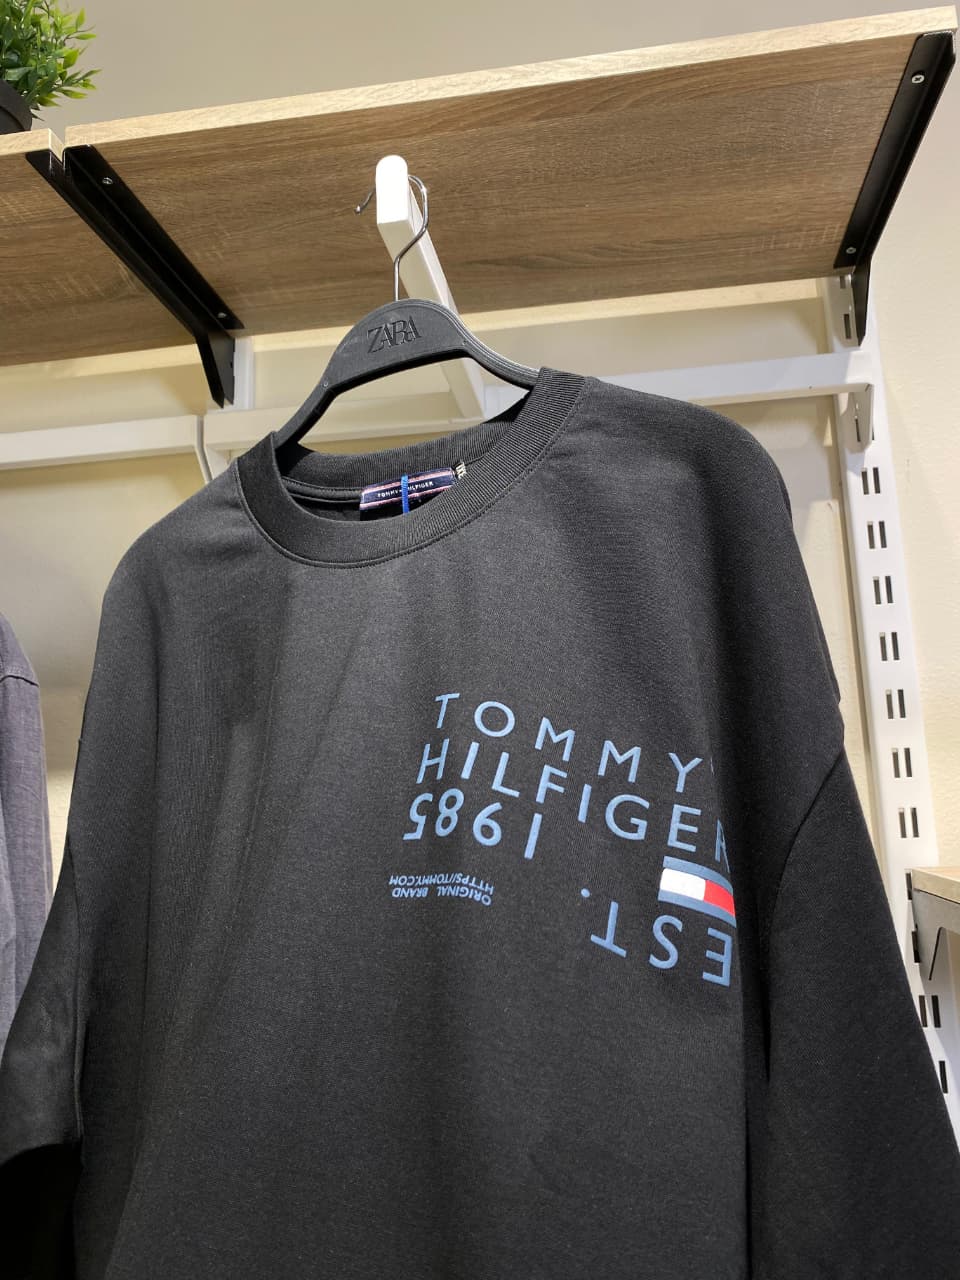 ZARA
TOMMY HILFIGER
TOMMY
HILFIGER
EST. 1985
ORIGINAL BRAND
HTTPS//TOMMY.COM